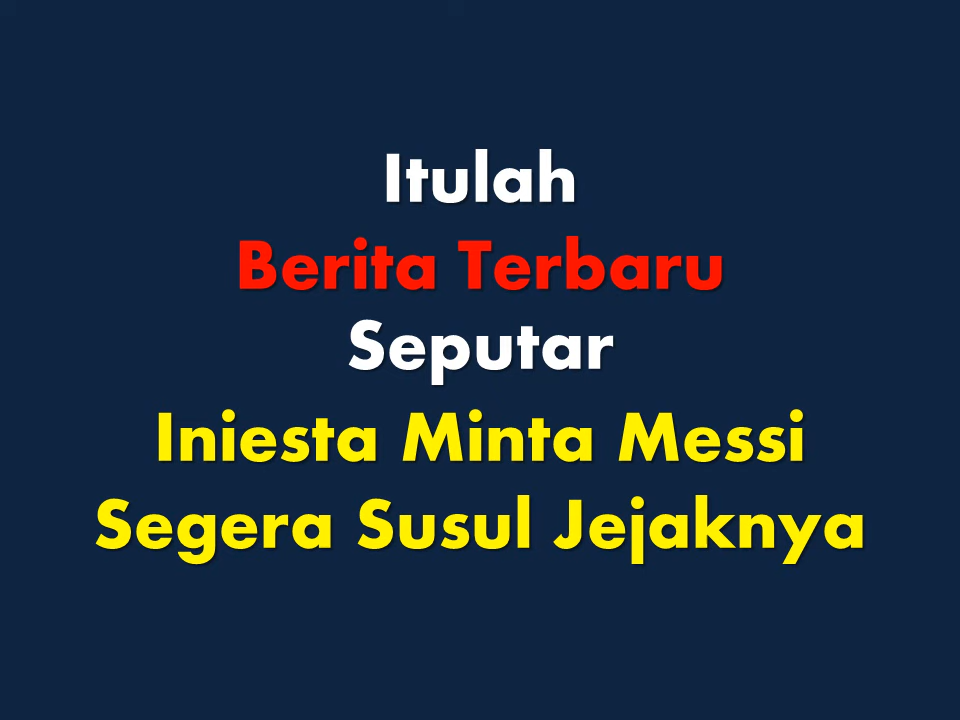 Itulah
Berita Terbaru
Seputar
Iniesta Minta Messi
Segera Susul Jejaknya